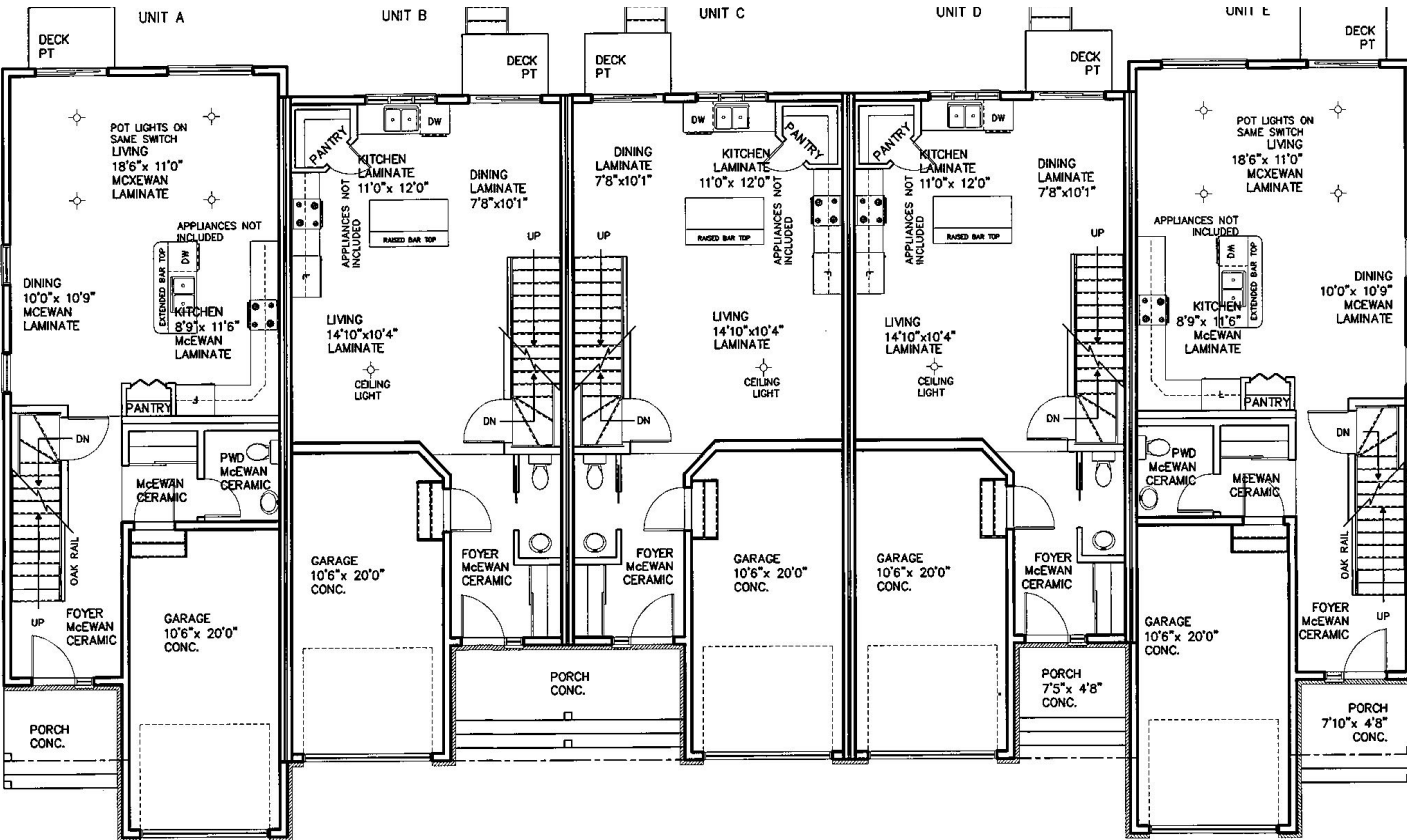 UNIT A
UNIT B
UNIT C
UNIT D
UNIT E
DECK
PT
POT LIGHTS ON
SAME SWITCH
LIVING
18'6"x 11'0"
MCXEWAN
LAMINATE
APPLIANCES NOT
INCLUDED
DW
EXTENDED BAR TOP
DINING
10'0"x 10'9"
MCEWAN
LAMINATE
KITCHEN
8'9"x 11'6"
McEWAN
LAMINATE
PANTRY
DN
PWD
McEWAN
CERAMIC
McEWAN
CERAMIC
OAK RAIL
UP
FOYER
McEWAN
CERAMIC
GARAGE
10'6"x 20'0"
CONC.
PORCH
CONC.
DECK
PT
DW
PANTRY
KITCHEN
LAMINATE
11'0"x 12'0"
DINING
LAMINATE
7'8"x10'1"
APPLIANCES NOT
INCLUDED
RAISED BAR TOP
UP
LIVING
14'10"x10'4"
LAMINATE
CEILING
LIGHT
DN
GARAGE
10'6"x 20'0"
CONC.
FOYER
McEWAN
CERAMIC
PORCH
CONC.
DECK
PT
DW
PANTRY
DINING
LAMINATE
7'8"x10'1"
KITCHEN
LAMINATE
11'0"x 12'0"
APPLIANCES NOT
INCLUDED
RAISED BAR TOP
UP
LIVING
14'10"x10'4"
LAMINATE
CEILING
LIGHT
DN
FOYER
McEWAN
CERAMIC
GARAGE
10'6"x 20'0"
CONC.
DECK
PT
DW
PANTRY
KITCHEN
LAMINATE
11'0"x 12'0"
DINING
LAMINATE
7'8"x10'1"
APPLIANCES NOT
INCLUDED
RAISED BAR TOP
UP
LIVING
14'10"x10'4"
LAMINATE
CEILING
LIGHT
DN
GARAGE
10'6"x 20'0"
CONC.
FOYER
McEWAN
CERAMIC
PORCH
7'5"x 4'8"
CONC.
DECK
PT
POT LIGHTS ON
SAME SWITCH
LIVING
18'6"x 11'0"
MCXEWAN
LAMINATE
APPLIANCES NOT
INCLUDED
DW
EXTENDED BAR TOP
DINING
10'0"x 10'9"
MCEWAN
LAMINATE
KITCHEN
8'9"x 11'6"
McEWAN
LAMINATE
PANTRY
DN
PWD
McEWAN
CERAMIC
McEWAN
CERAMIC
OAK RAIL
UP
FOYER
McEWAN
CERAMIC
GARAGE
10'6"x 20'0"
CONC.
PORCH
7'10"x 4'8"
CONC.